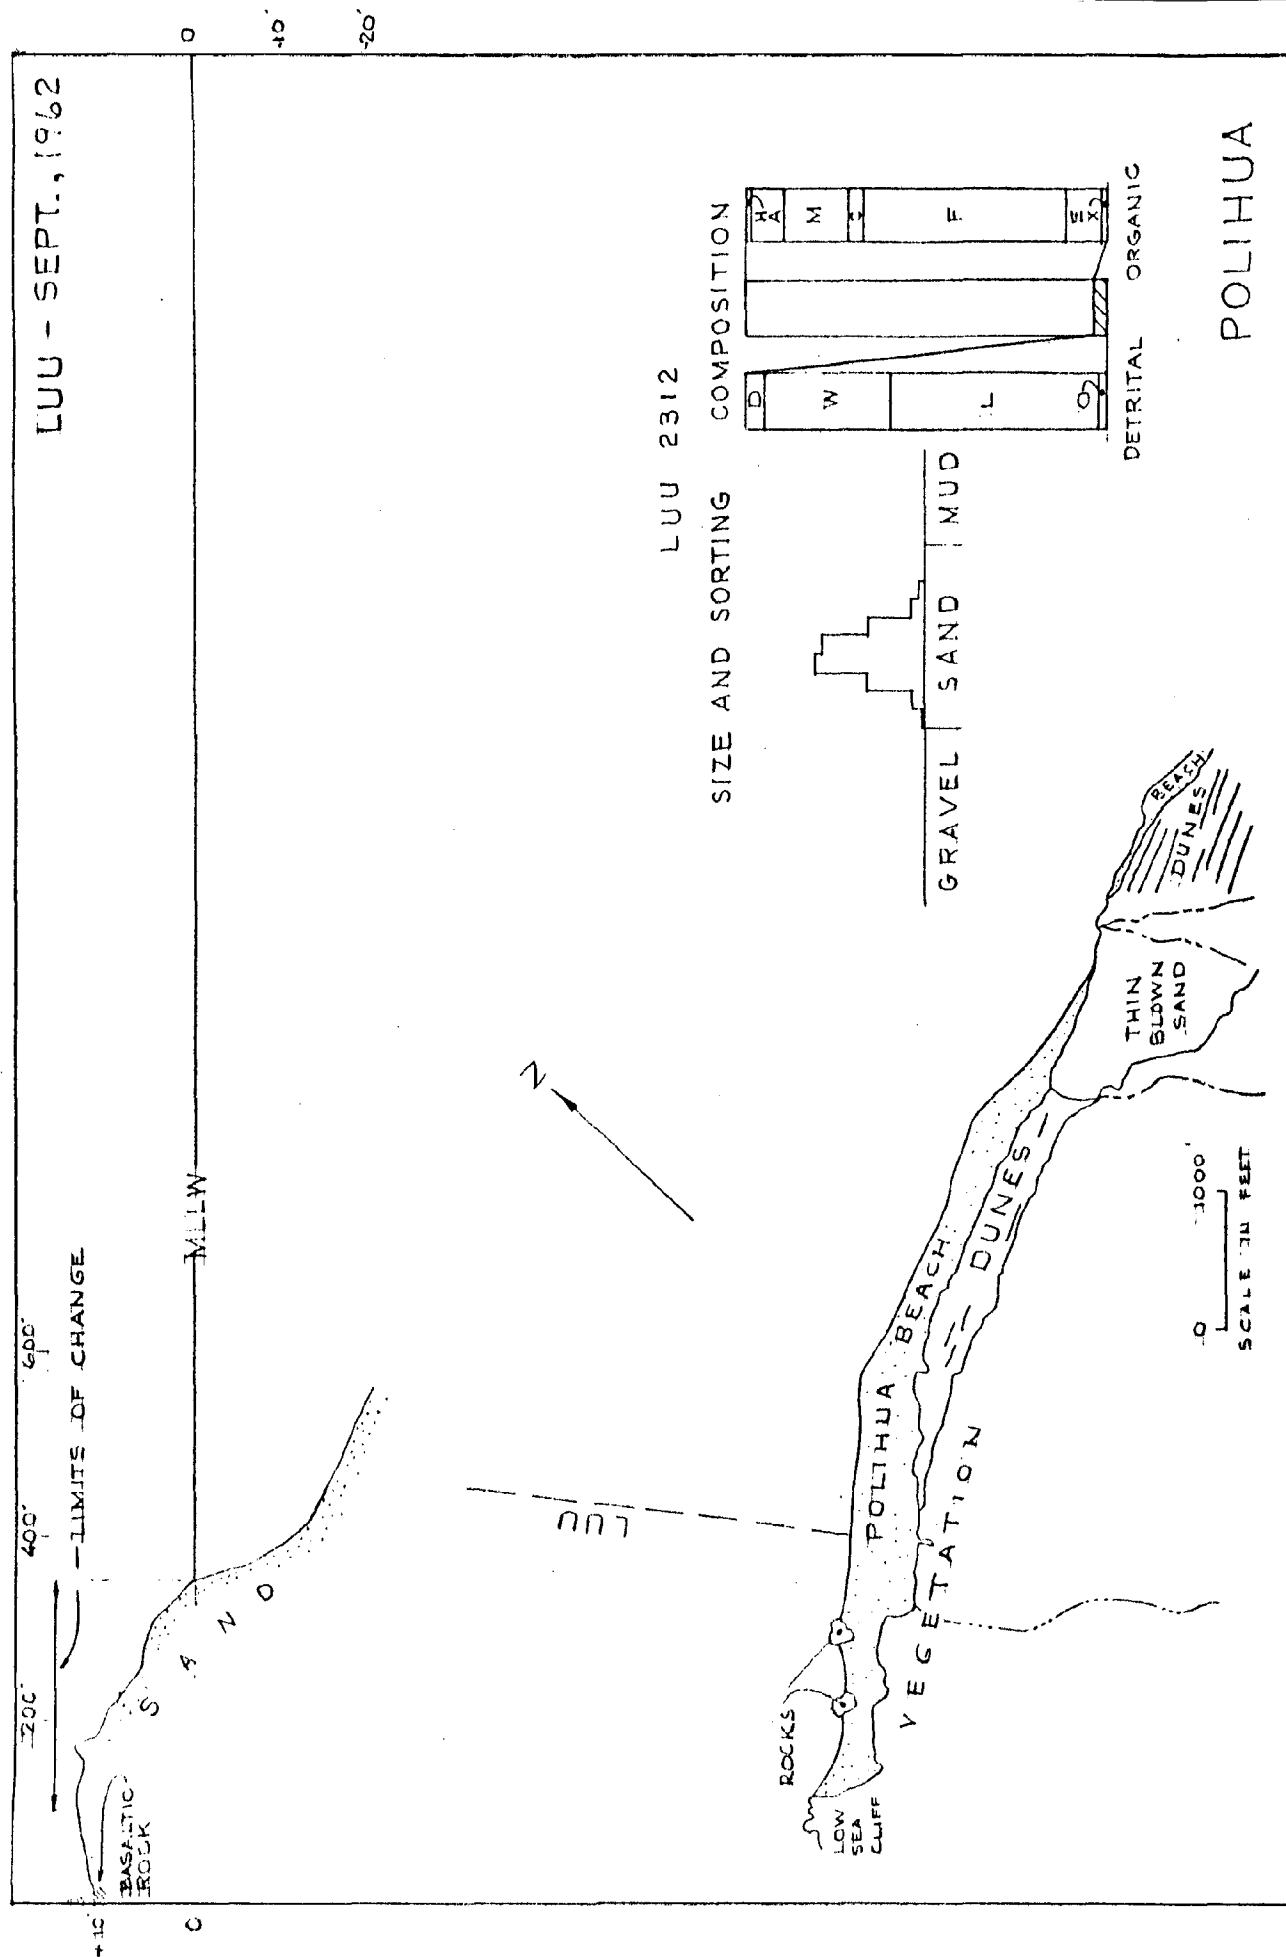 LUU - SEPT., 1962
200'
400'
600'
LIMITS OF CHANGE
+10'
0
BASALTIC
ROCK
SAND
MLLW
0
-10'
-20'
N
LUU
LUU 2312
SIZE AND SORTING
COMPOSITION
GRAVEL
SAND
MUD
D
W
L
O
H
A
M
F
E
X
DETRITAL
ORGANIC
ROCKS
LOW
SEA
CLIFF
POLIHUA BEACH
VEGETATION
DUNES
THIN
BLOWN
SAND
DUNES
BEACH
0
1000'
SCALE IN FEET
POLIHUA